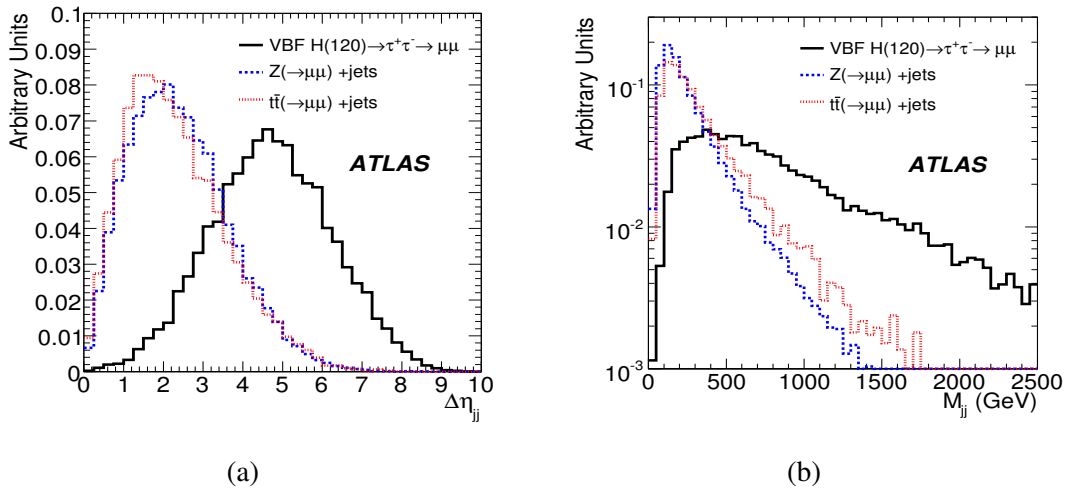 Arbitrary Units
0.1
0.09
0.08
0.07
0.06
0.05
0.04
0.03
0.02
0.01
0
VBF H(120)→τ⁺τ⁻→ μμ
Z(→μμ) +jets
tt̄(→μμ) +jets
ATLAS
0 1 2 3 4 5 6 7 8 9 10
Δη_jj
(a)
Arbitrary Units
10⁻¹
10⁻²
10⁻³
VBF H(120)→τ⁺τ⁻→ μμ
Z(→μμ) +jets
tt̄(→μμ) +jets
ATLAS
0 500 1000 1500 2000 2500
M_jj (GeV)
(b)